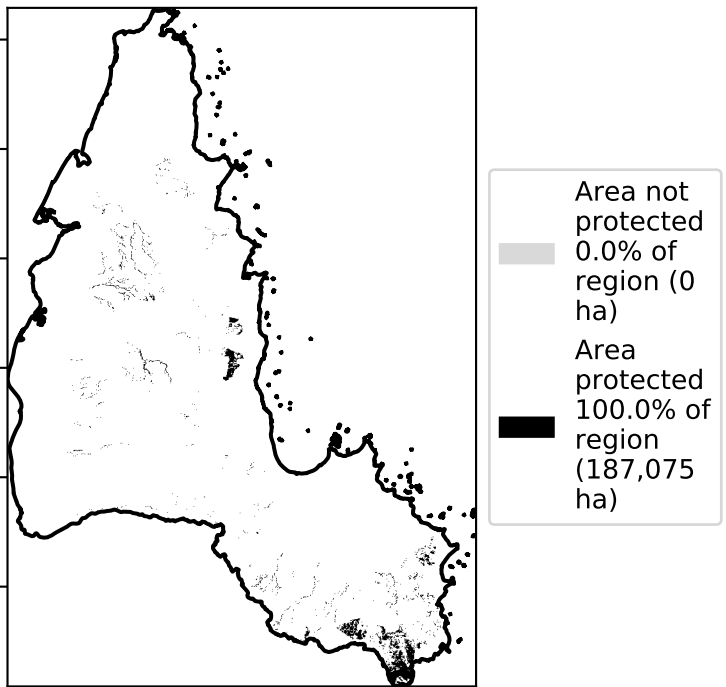 Area not
protected
0.0% of
region (0
ha)
Area
protected
100.0% of
region
(187,075
ha)